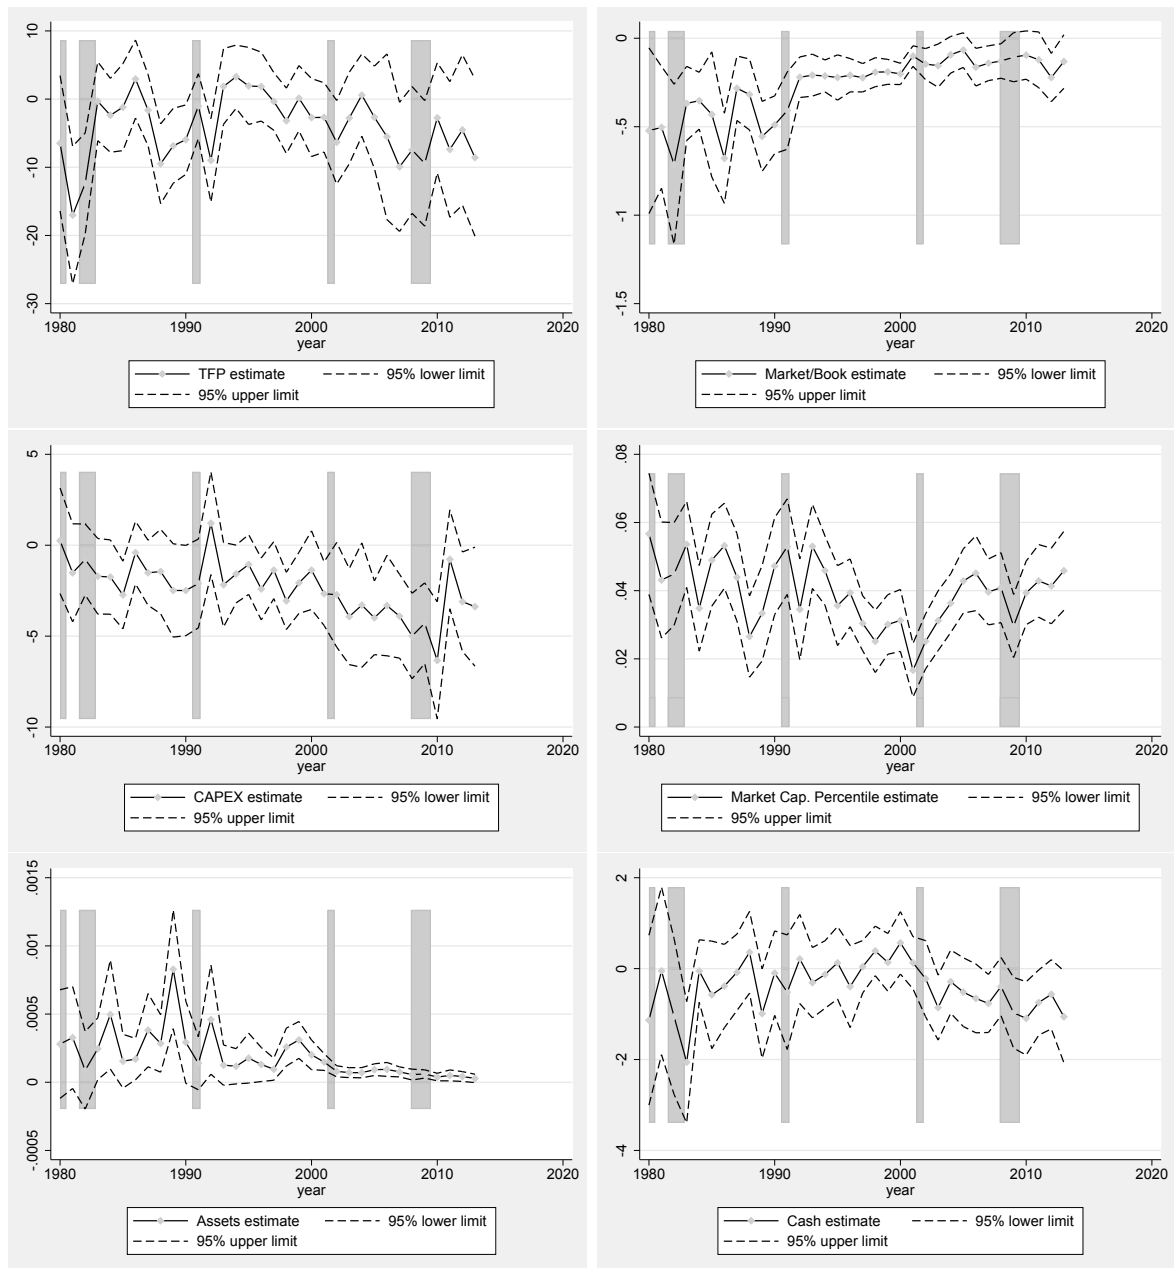 10
0
-10
-20
-30
1980 1990 2000 2010 2020
year
TFP estimate 95% lower limit
95% upper limit
0
-.5
-1
-1.5
1980 1990 2000 2010 2020
year
Market/Book estimate 95% lower limit
95% upper limit
5
0
-5
-10
1980 1990 2000 2010 2020
year
CAPEX estimate 95% lower limit
95% upper limit
.08
.06
.04
.02
0
1980 1990 2000 2010 2020
year
Market Cap. Percentile estimate 95% lower limit
95% upper limit
.0015
.001
.0005
0
-.0005
1980 1990 2000 2010 2020
year
Assets estimate 95% lower limit
95% upper limit
2
0
-2
-4
1980 1990 2000 2010 2020
year
Cash estimate 95% lower limit
95% upper limit